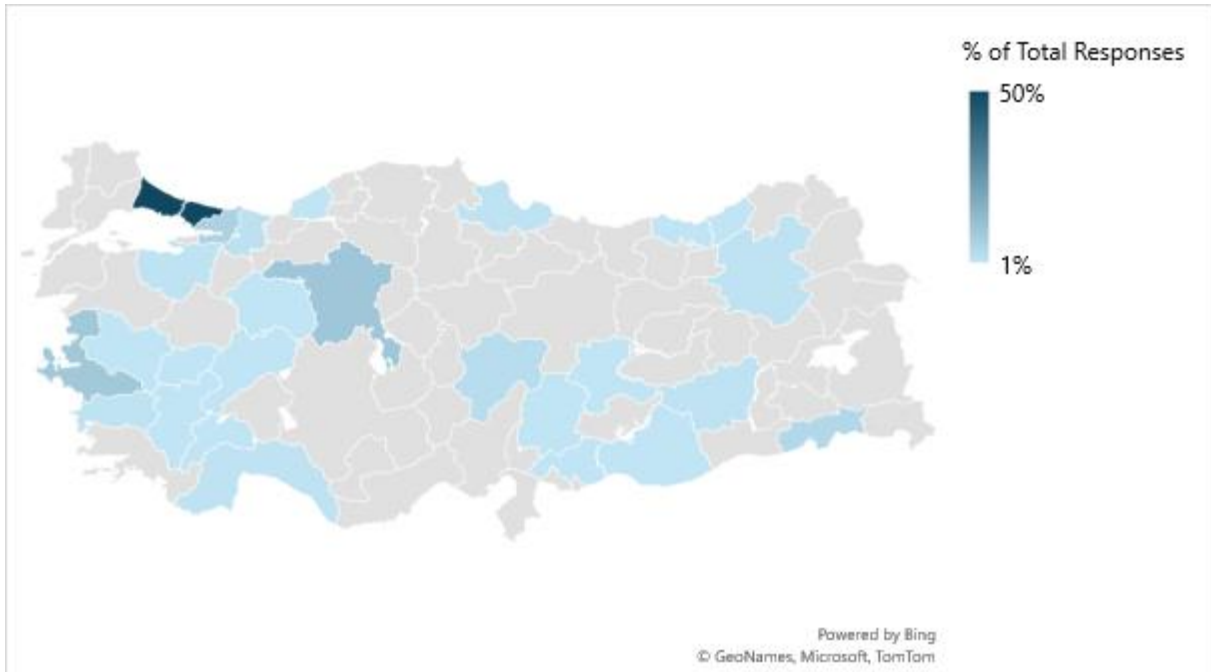 % of Total Responses
50%
1%
Powered by Bing
© GeoNames, Microsoft, TomTom